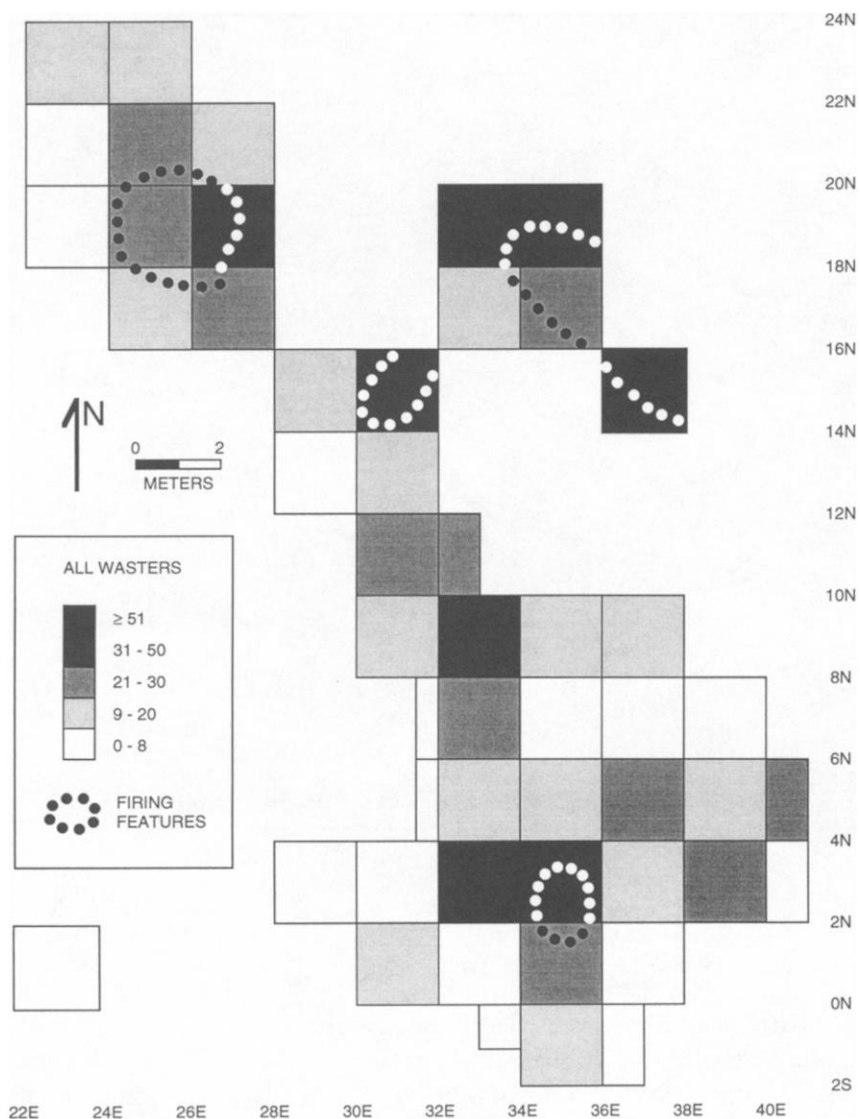 24N
22N
20N
18N
16N
N
0 2
METERS
14N
12N
ALL WASTERS
≥ 51
31 - 50
21 - 30
9 - 20
0 - 8
FIRING
FEATURES
10N
8N
6N
4N
2N
0N
2S
22E 24E 26E 28E 30E 32E 34E 36E 38E 40E